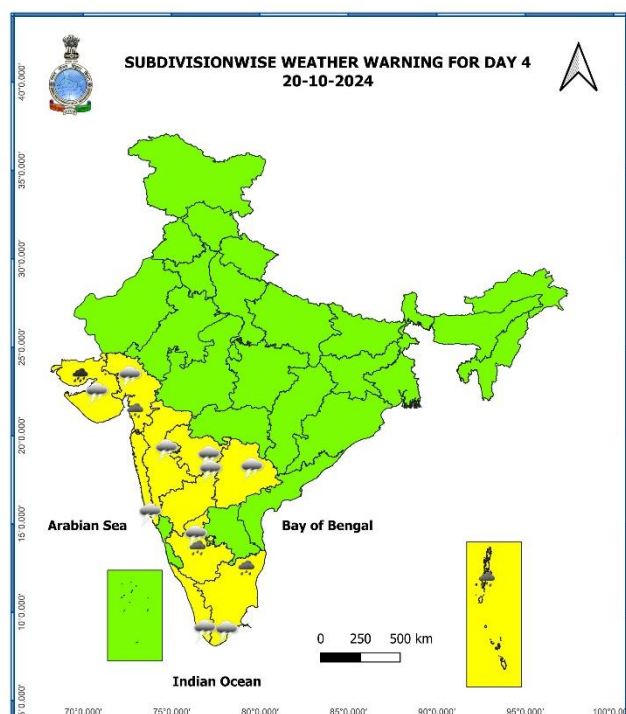 SUBDIVISIONWISE WEATHER WARNING FOR DAY 4
20-10-2024
40°0.000'
35°0.000'
30°0.000'
25°0.000'
20°0.000'
15°0.000'
10°0.000'
5°0.000'
Arabian Sea
Bay of Bengal
0 250 500 km
Indian Ocean
70°0.000' 75°0.000' 80°0.000' 85°0.000' 90°0.000' 95°0.000' 100°0.0